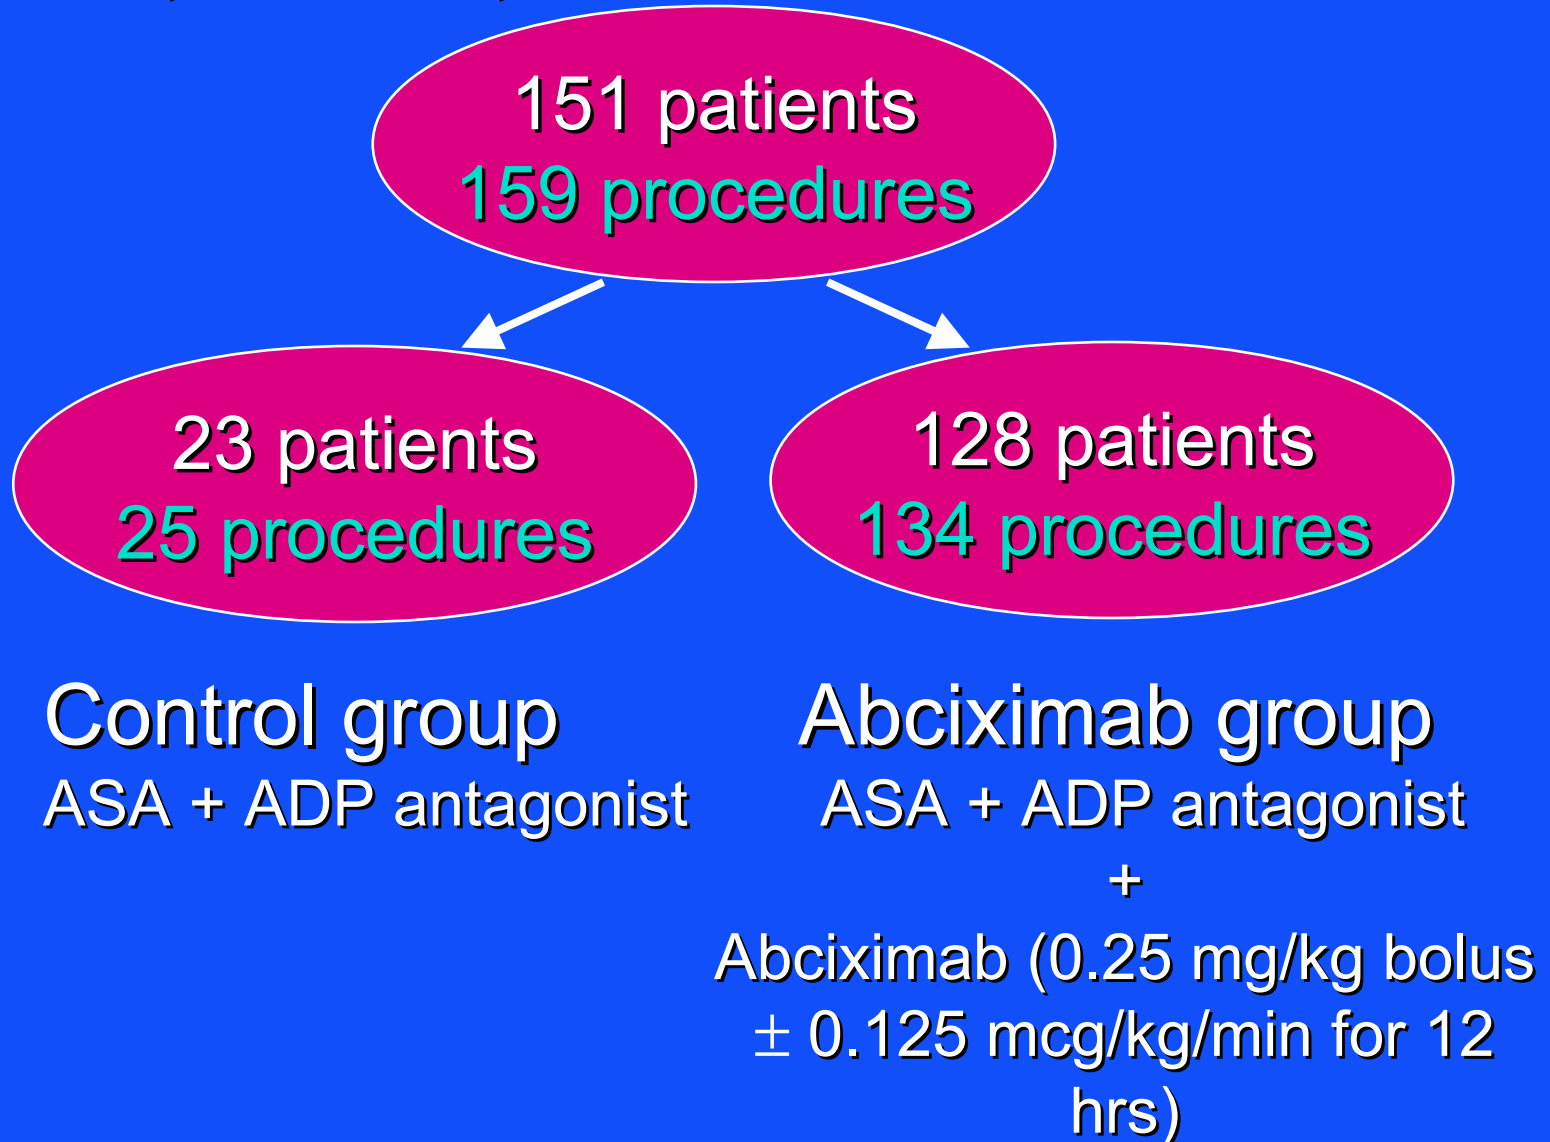 151 patients
159 procedures
23 patients
25 procedures
128 patients
134 procedures
Control group
ASA + ADP antagonist
Abciximab group
ASA + ADP antagonist
+
Abciximab (0.25 mg/kg bolus
± 0.125 mcg/kg/min for 12
hrs)